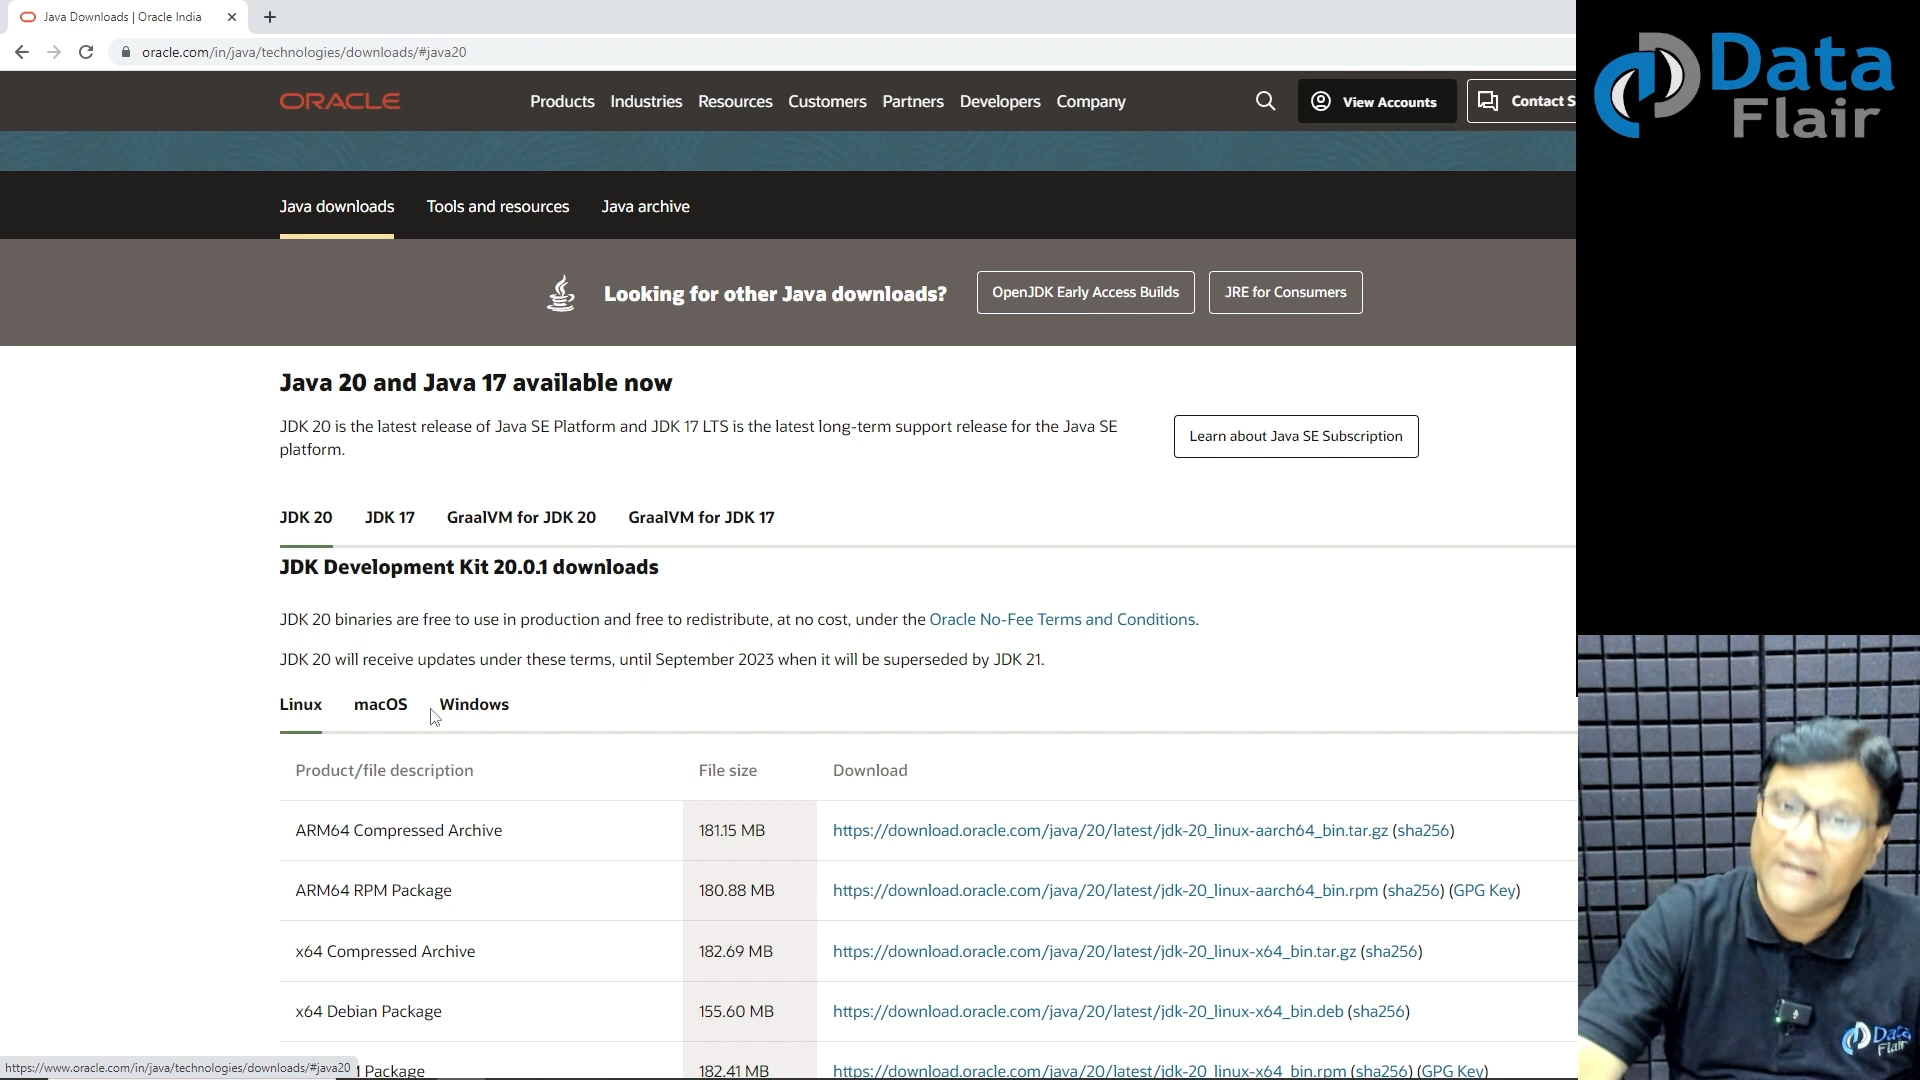 Java Downloads | Oracle India
oracle.com/in/java/technologies/downloads/#java20
Data
Flair
ORACLE
Products Industries Resources Customers Partners Developers Company
View Accounts
Contact S
Java downloads Tools and resources Java archive
Looking for other Java downloads?
OpenJDK Early Access Builds
JRE for Consumers
Java 20 and Java 17 available now
JDK 20 is the latest release of Java SE Platform and JDK 17 LTS is the latest long-term support release for the Java SE
platform.
Learn about Java SE Subscription
JDK 20 JDK 17 GraalVM for JDK 20 GraalVM for JDK 17
JDK Development Kit 20.0.1 downloads
JDK 20 binaries are free to use in production and free to redistribute, at no cost, under the Oracle No-Fee Terms and Conditions.
JDK 20 will receive updates under these terms, until September 2023 when it will be superseded by JDK 21.
Linux macOS Windows
Product/file description File size Download
ARM64 Compressed Archive 181.15 MB https://download.oracle.com/java/20/latest/jdk-20_linux-aarch64_bin.tar.gz (sha256)
ARM64 RPM Package 180.88 MB https://download.oracle.com/java/20/latest/jdk-20_linux-aarch64_bin.rpm (sha256) (GPG Key)
x64 Compressed Archive 182.69 MB https://download.oracle.com/java/20/latest/jdk-20_linux-x64_bin.tar.gz (sha256)
x64 Debian Package 155.60 MB https://download.oracle.com/java/20/latest/jdk-20_linux-x64_bin.deb (sha256)
Package 182.41 MB https://download.oracle.com/java/20/latest/jdk-20_linux-x64_bin.rpm (sha256) (GPG Key)
https://www.oracle.com/in/java/technologies/downloads/#java20
Data
Flair